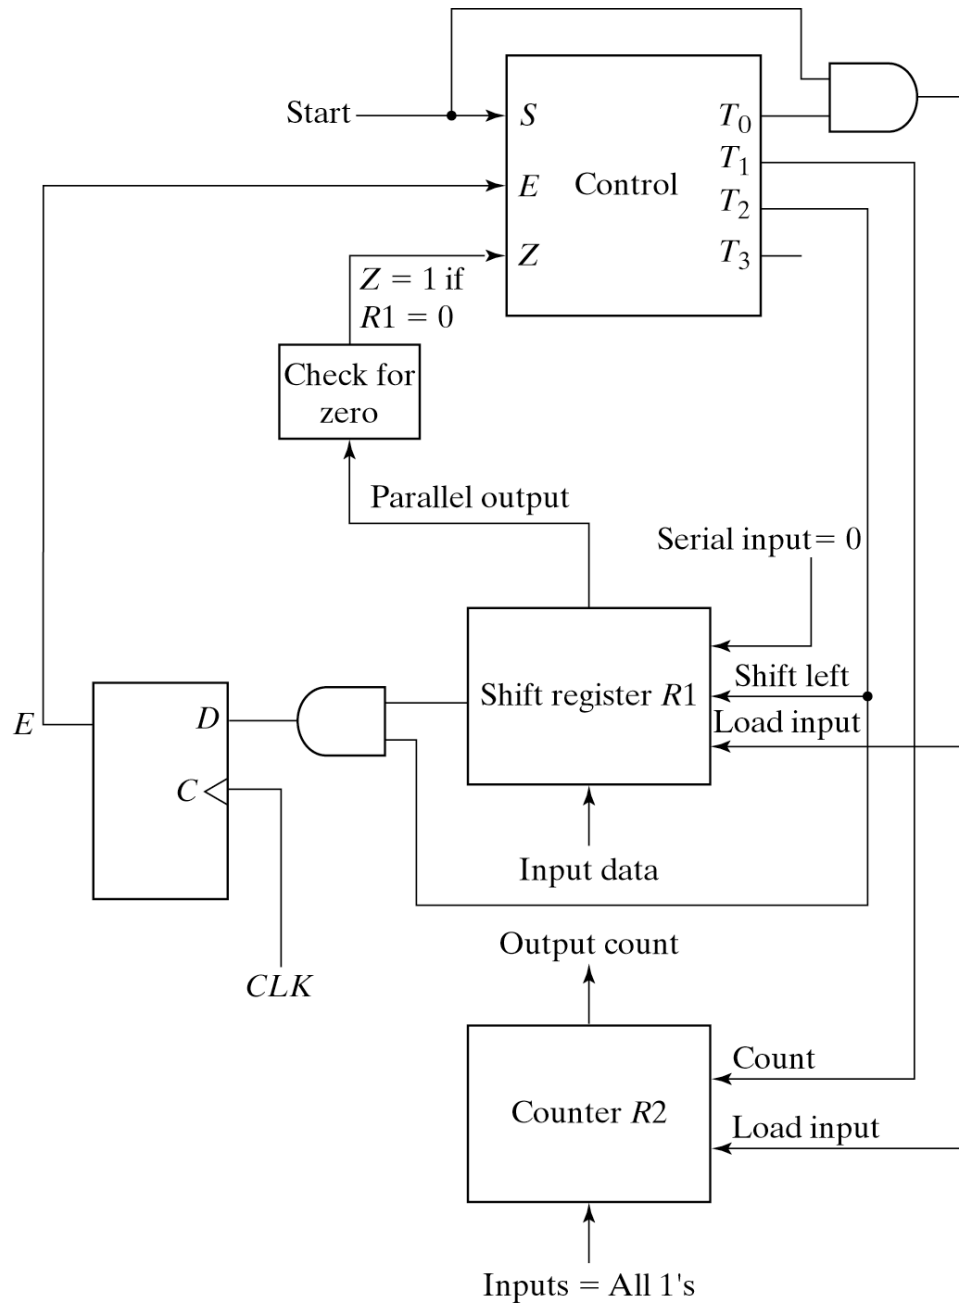 Start
S
T0
T1
E
Control
T2
Z
T3
Z = 1 if
R1 = 0
Check for
zero
Parallel output
Serial input = 0
Shift register R1
Shift left
Load input
E
D
C
Input data
CLK
Output count
Count
Counter R2
Load input
Inputs = All 1's